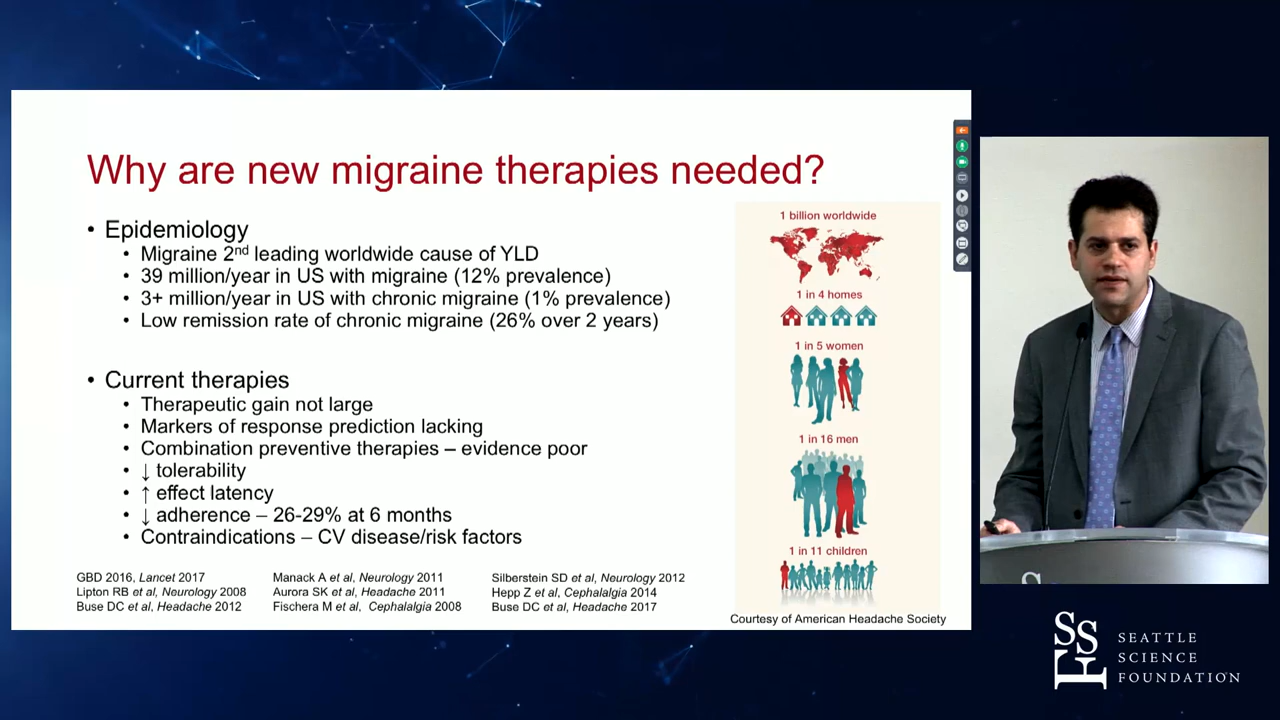 Why are new migraine therapies needed?
• Epidemiology
• Migraine 2nd leading worldwide cause of YLD
• 39 million/year in US with migraine (12% prevalence)
• 3+ million/year in US with chronic migraine (1% prevalence)
• Low remission rate of chronic migraine (26% over 2 years)
• Current therapies
• Therapeutic gain not large
• Markers of response prediction lacking
• Combination preventive therapies – evidence poor
• ↓ tolerability
• ↑ effect latency
• ↓ adherence – 26-29% at 6 months
• Contraindications – CV disease/risk factors
GBD 2016, Lancet 2017
Lipton RB et al, Neurology 2008
Buse DC et al, Headache 2012
Manack A et al, Neurology 2011
Aurora SK et al, Headache 2011
Fischera M et al, Cephalalgia 2008
Silberstein SD et al, Neurology 2012
Hepp Z et al, Cephalalgia 2014
Buse DC et al, Headache 2017
1 billion worldwide
1 in 4 homes
1 in 5 women
1 in 16 men
1 in 11 children
Courtesy of American Headache Society
S
SSF
SEATTLE
SCIENCE
FOUNDATION